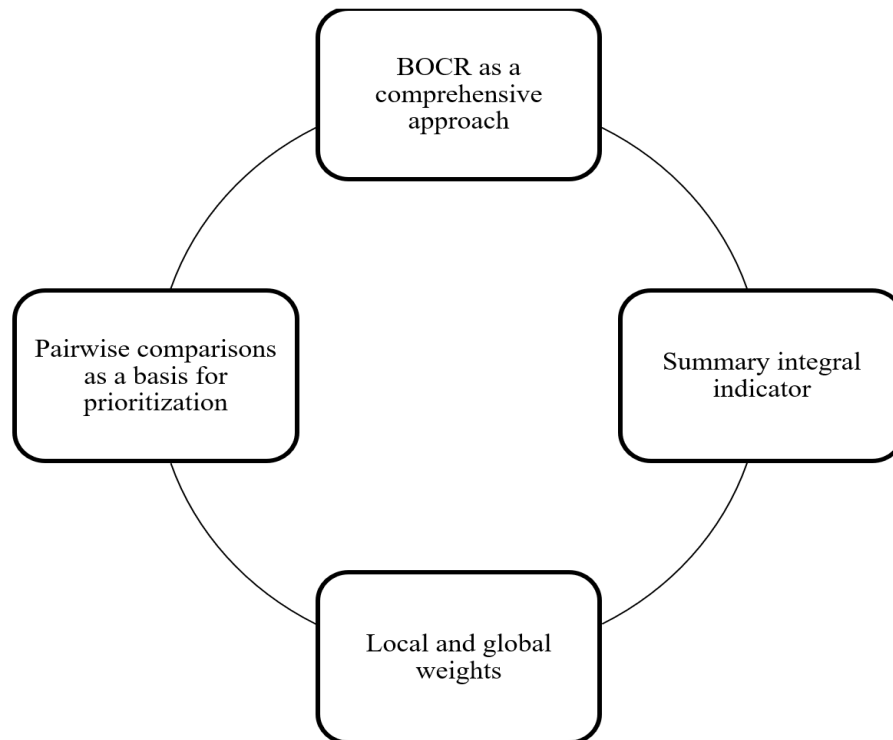 BOCR as a
comprehensive
approach
Pairwise comparisons
as a basis for
prioritization
Summary integral
indicator
Local and global
weights